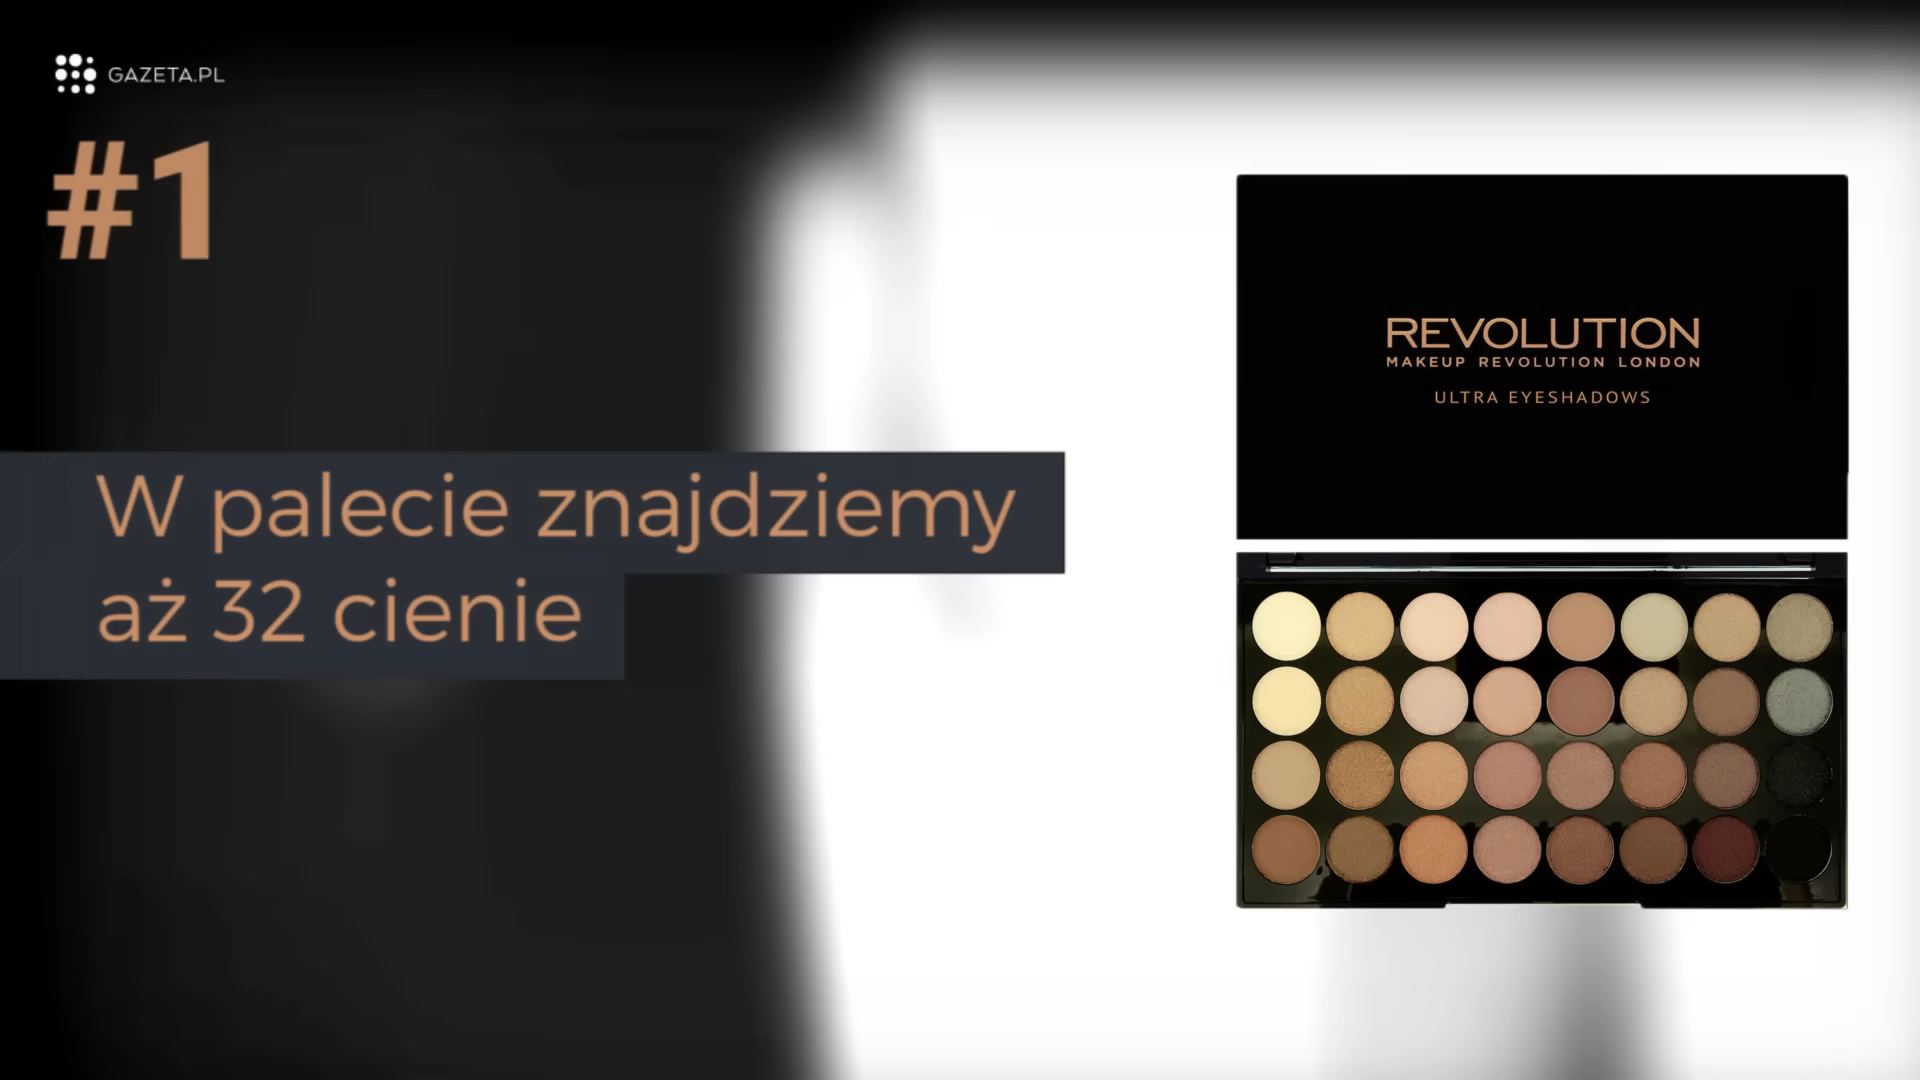 GAZETA.PL
#1
W palecie znajdziemy
aż 32 cienie
REVOLUTION
MAKEUP REVOLUTION LONDON
ULTRA EYESHADOWS